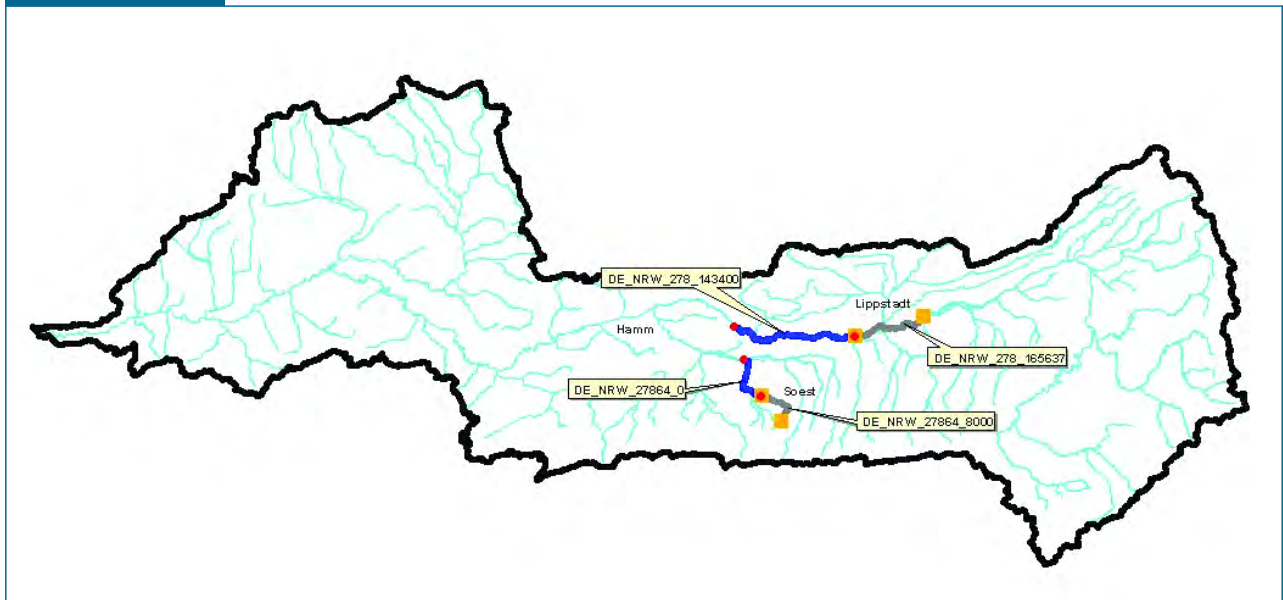 DE_NRW_278_143400
Lippstadt
Hamm
DE_NRW_278_165637
DE_NRW_27864_0
Soest
DE_NRW_27864_8000